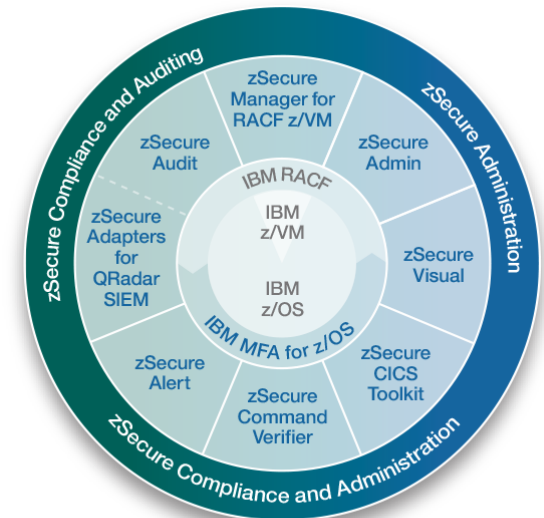 zSecure Compliance and Auditing
zSecure Administration
zSecure Compliance and Administration
zSecure
Manager for
RACF z/VM
zSecure
Admin
zSecure
Visual
zSecure
CICS
Toolkit
zSecure
Command
Verifier
zSecure
Alert
zSecure
Adapters
for
QRadar
SIEM
zSecure
Audit
IBM RACF
IBM
z/VM
IBM
z/OS
IBM MFA for z/OS